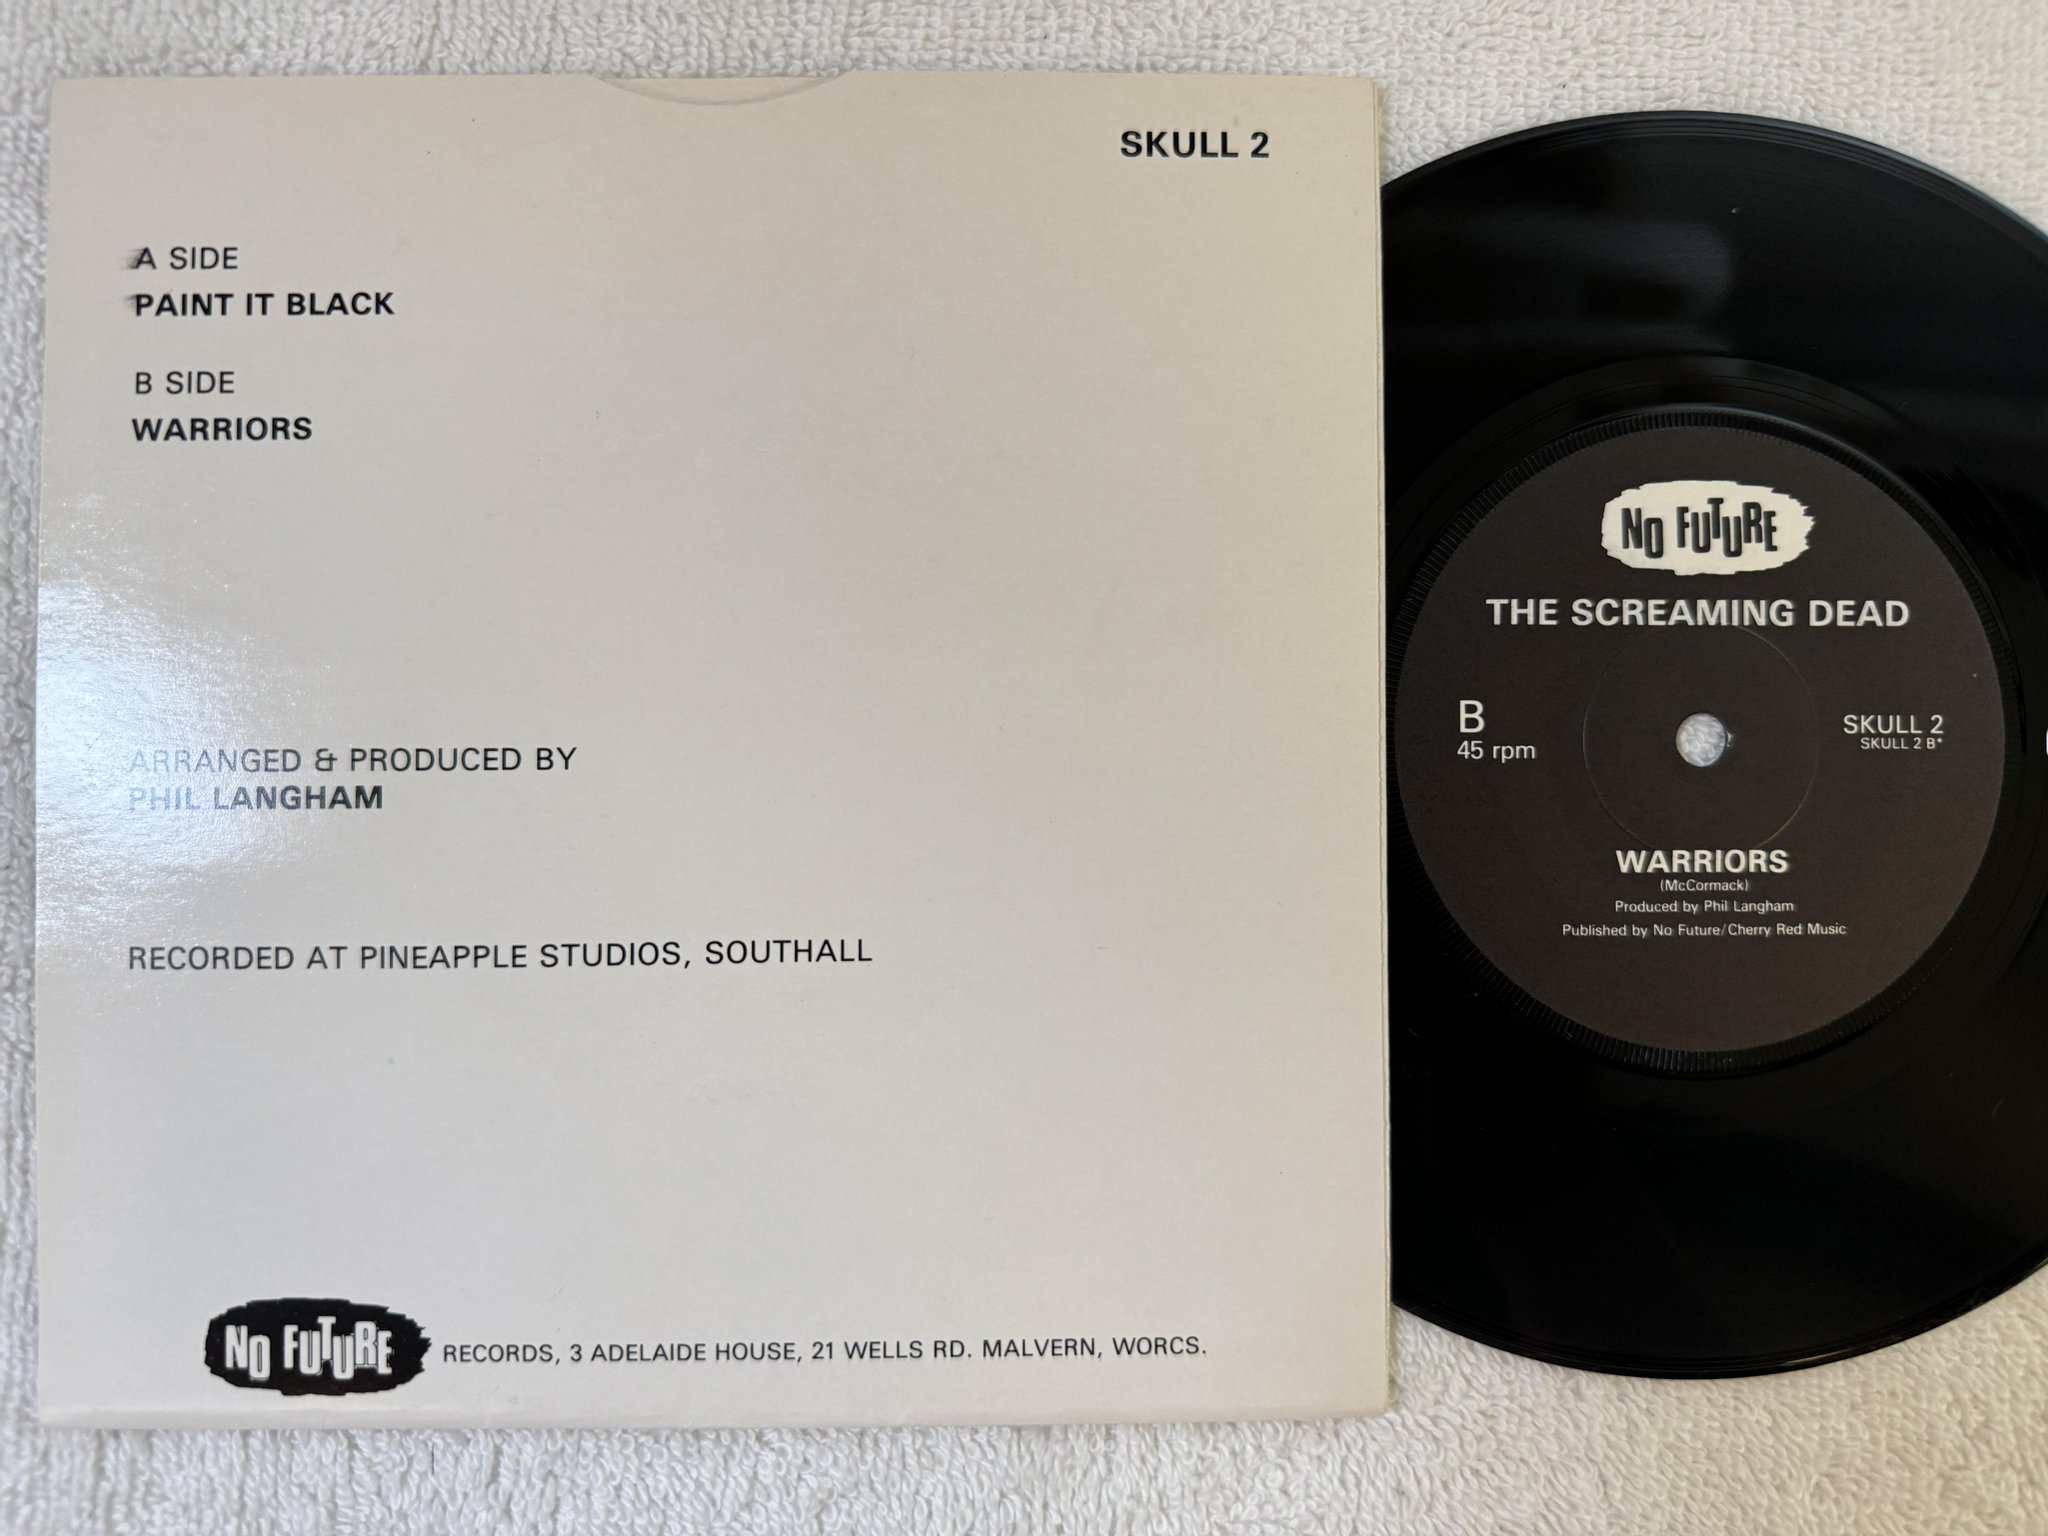 SKULL 2
A SIDE
PAINT IT BLACK
B SIDE
WARRIORS
ARRANGED & PRODUCED BY
PHIL LANGHAM
RECORDED AT PINEAPPLE STUDIOS, SOUTHALL
NO FUTURE RECORDS, 3 ADELAIDE HOUSE, 21 WELLS RD. MALVERN, WORCS.
NO FUTURE
THE SCREAMING DEAD
B
45 rpm
SKULL 2
SKULL 2 B*
WARRIORS
(McCormack)
Produced by Phil Langham
Published by No Future/Cherry Red Music